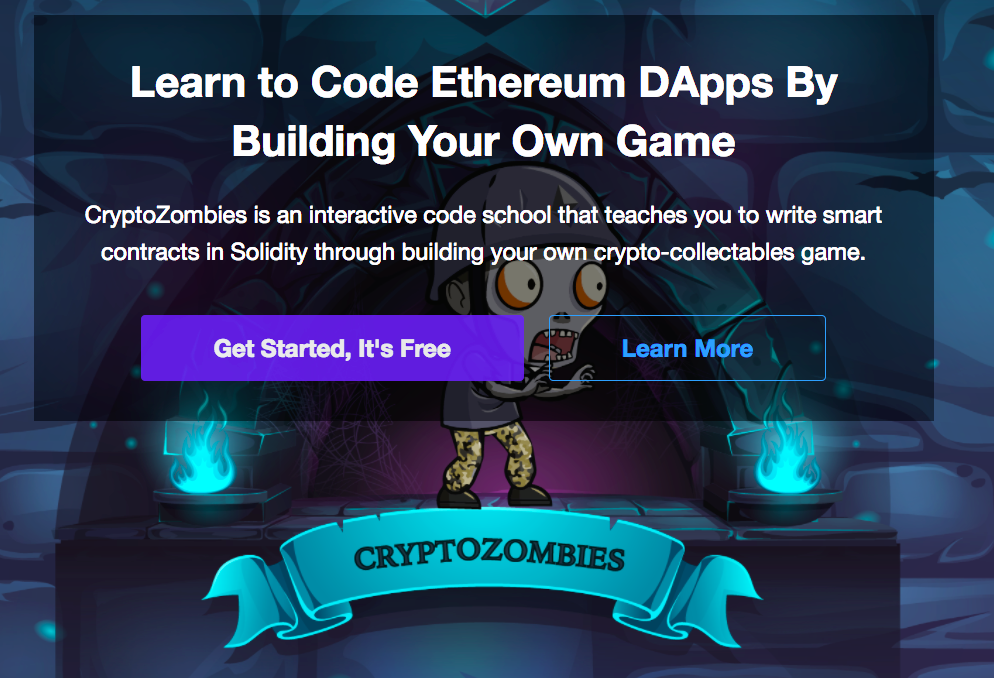 Learn to Code Ethereum DApps By
Building Your Own Game
CryptoZombies is an interactive code school that teaches you to write smart
contracts in Solidity through building your own crypto-collectables game.
Get Started, It's Free
Learn More
CRYPTOZOMBIES